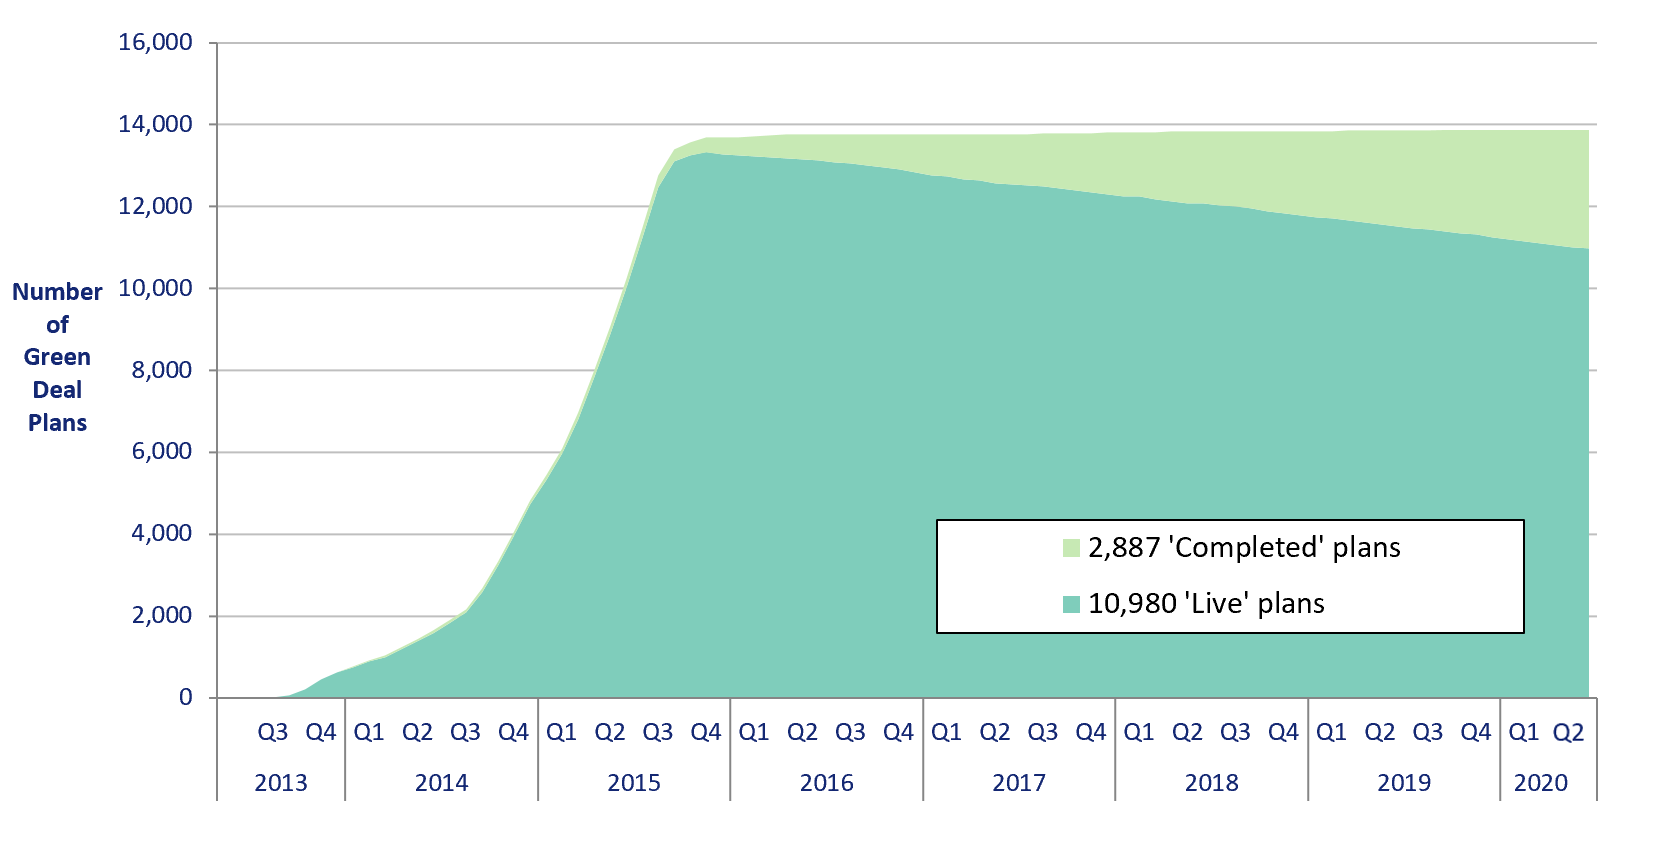 16,000
14,000
12,000
10,000
8,000
6,000
4,000
2,000
0
Number
of
Green
Deal
Plans
2,887 'Completed' plans
10,980 'Live' plans
Q3 Q4 Q1 Q2 Q3 Q4 Q1 Q2 Q3 Q4 Q1 Q2 Q3 Q4 Q1 Q2 Q3 Q4 Q1 Q2 Q3 Q4 Q1 Q2 Q3 Q4 Q1 Q2
2013 2014 2015 2016 2017 2018 2019 2020